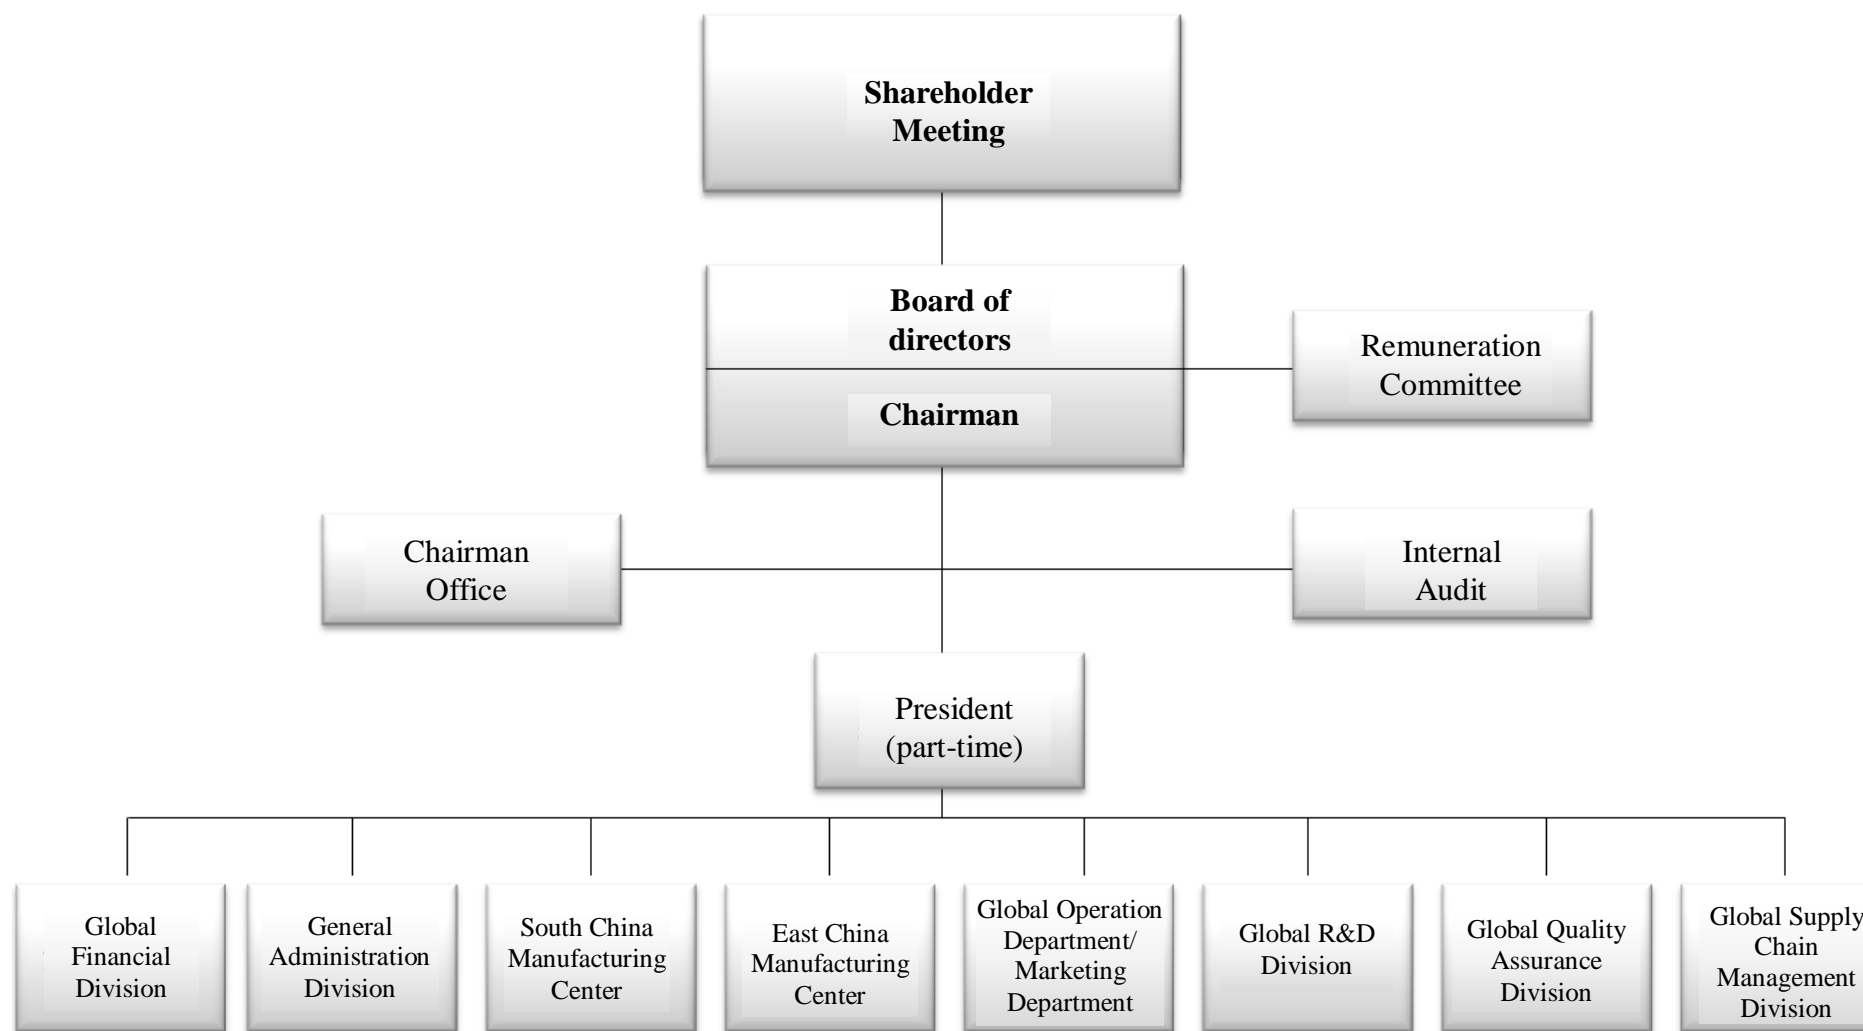 Shareholder
Meeting
Board of
directors
Chairman
Remuneration
Committee
Chairman
Office
Internal
Audit
President
(part-time)
Global
Financial
Division
General
Administration
Division
South China
Manufacturing
Center
East China
Manufacturing
Center
Global Operation
Department/
Marketing
Department
Global R&D
Division
Global Quality
Assurance
Division
Global Supply
Chain
Management
Division